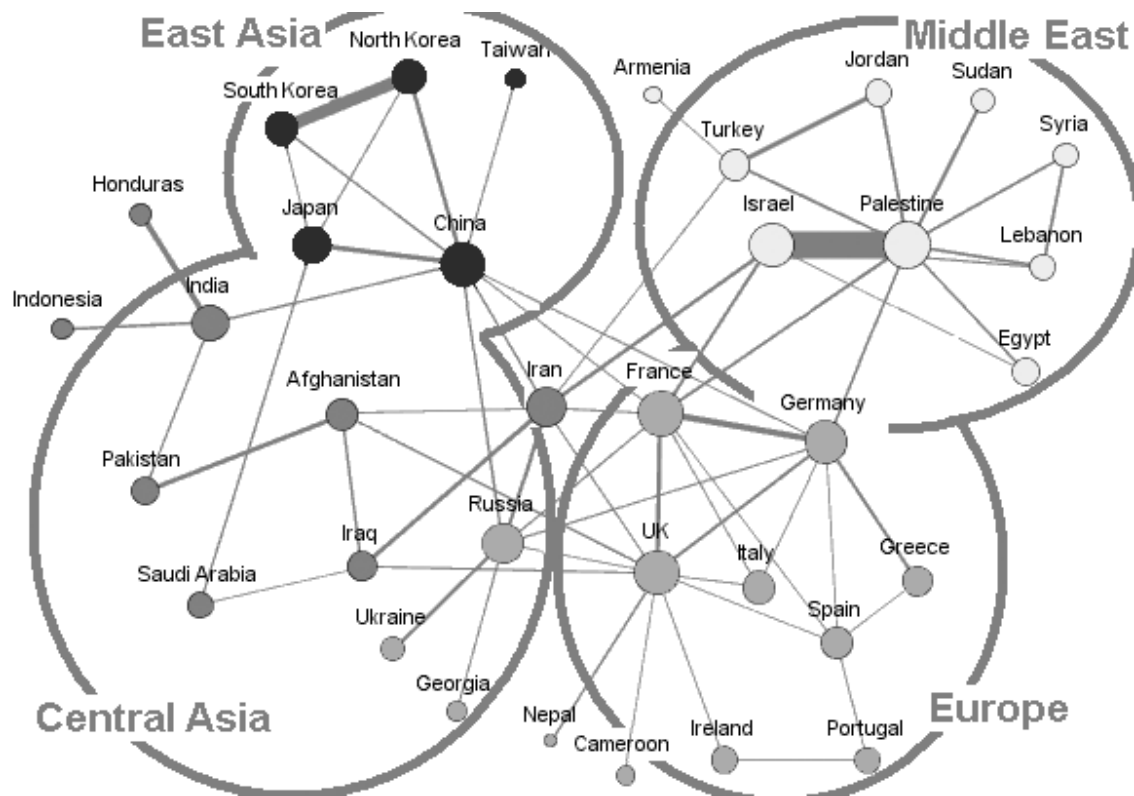 East Asia
North Korea
Taiwan
South Korea
Middle East
Armenia
Jordan
Sudan
Turkey
Syria
Honduras
Japan
China
Israel
Palestine
Lebanon
Indonesia
India
Egypt
Afghanistan
Iran
France
Germany
Pakistan
Russia
Iraq
UK
Italy
Greece
Saudi Arabia
Ukraine
Spain
Georgia
Central Asia
Nepal
Cameroon
Ireland
Portugal
Europe